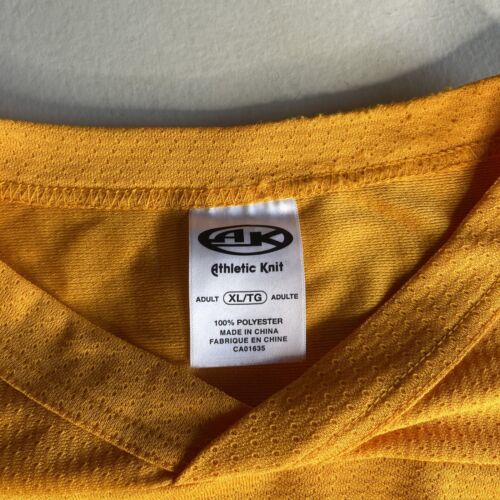 AK
Athletic Knit
ADULT XL/TG ADULTE
100% POLYESTER
MADE IN CHINA
FABRIQUE EN CHINE
CA01635